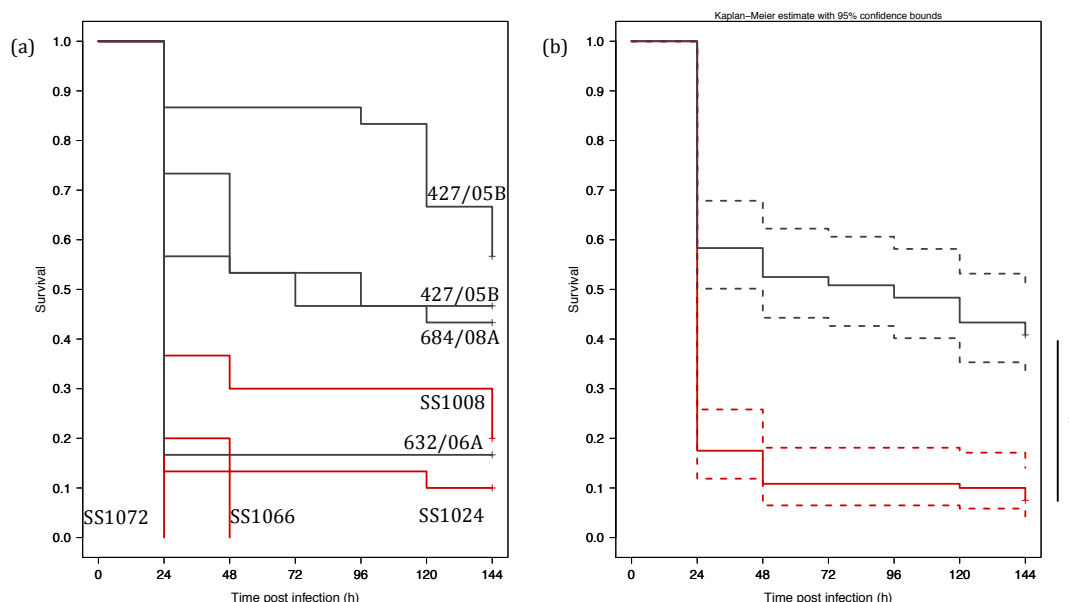 Kaplan−Meier estimate with 95% confidence bounds
(a)
(b)
1.0
0.9
0.8
0.7
0.6
0.5
0.4
0.3
0.2
0.1
0.0
Survival
427/05B
427/05B
684/08A
SS1008
632/06A
SS1072
SS1066
SS1024
0 24 48 72 96 120 144
Time post infection (h)
1.0
0.9
0.8
0.7
0.6
0.5
0.4
0.3
0.2
0.1
0.0
Survival
0 24 48 72 96 120 144
Time post infection (h)